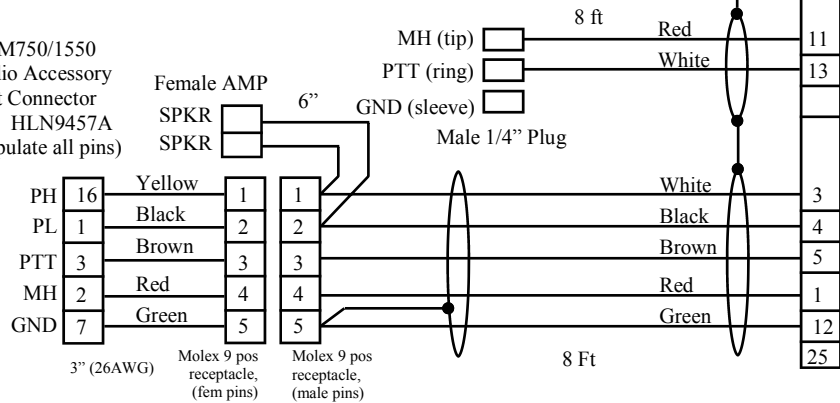 8 ft
MH (tip)
Red
11
M750/1550
PTT (ring)
White
13
Accessory
Female AMP
Connector
SPKR
6”
GND (sleeve)
HLN9457A
SPKR
Male 1/4” Plug
all pins)
PH 16 Yellow 1 1 White 3
PL 1 Black 2 2 Black 4
PTT 3 Brown 3 3 Brown 5
MH 2 Red 4 4 Red 1
GND 7 Green 5 5 Green 12
3” (26AWG)
Molex 9 pos
receptacle,
(fem pins)
Molex 9 pos
receptacle,
(male pins)
8 Ft
25